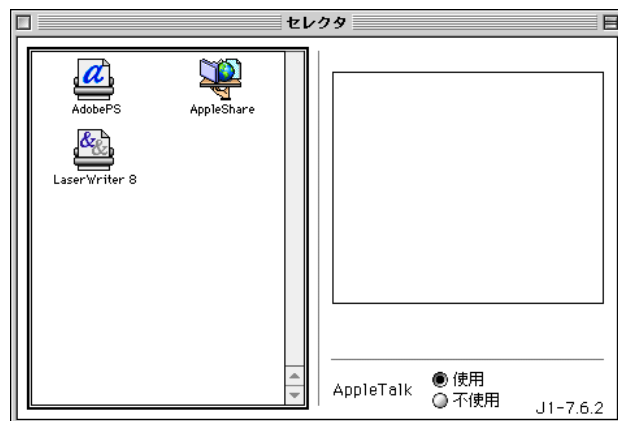 セレクタ
AdobePS
AppleShare
LaserWriter 8
AppleTalk
使用
不使用
J1-7.6.2